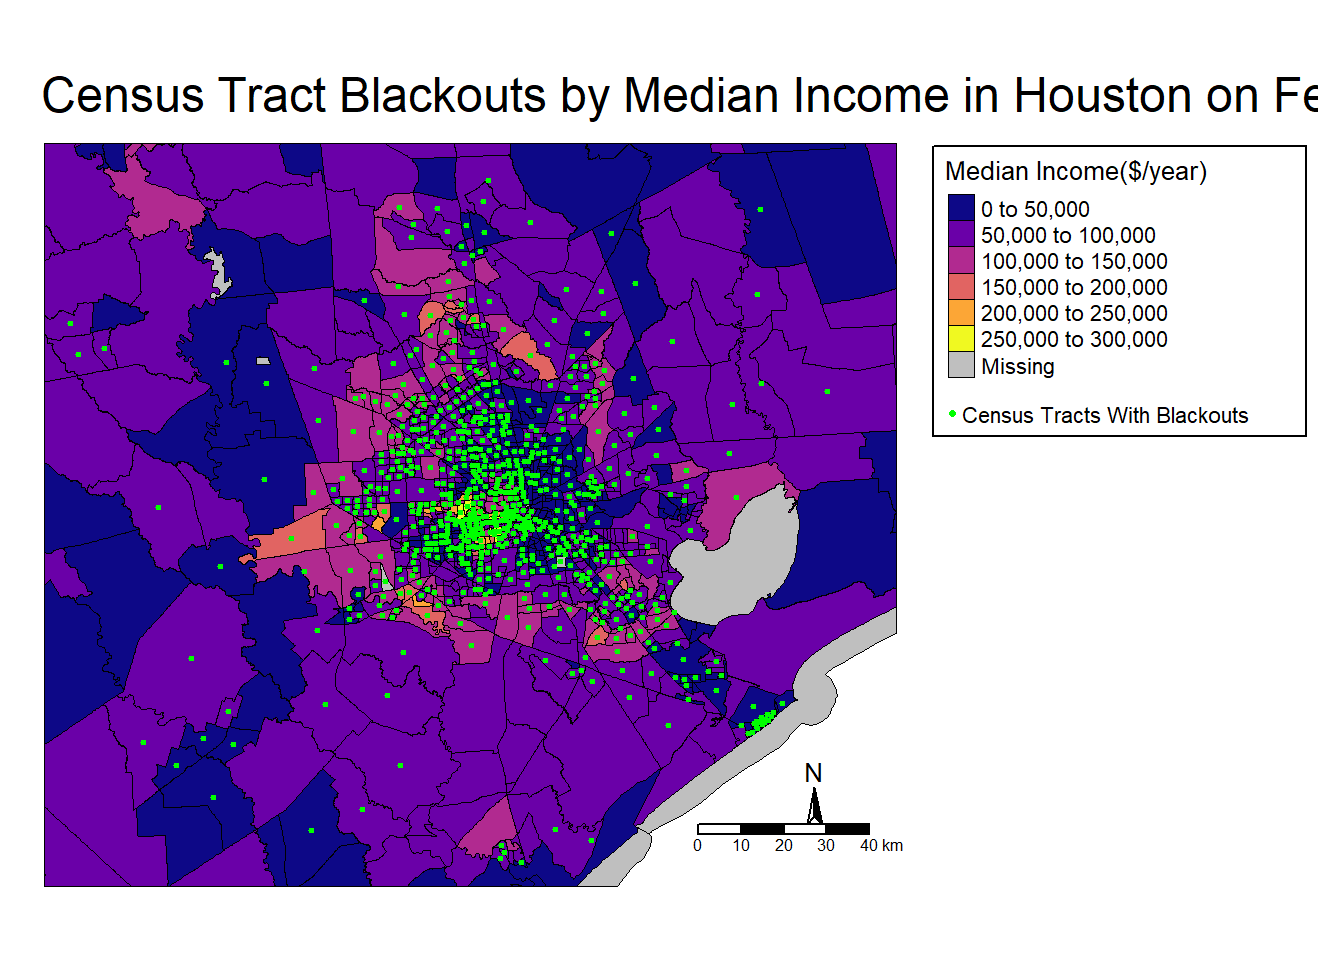 Census Tract Blackouts by Median Income in Houston on Fe
Median Income($/year)
0 to 50,000
50,000 to 100,000
100,000 to 150,000
150,000 to 200,000
200,000 to 250,000
250,000 to 300,000
Missing
Census Tracts With Blackouts
N
0 10 20 30 40 km